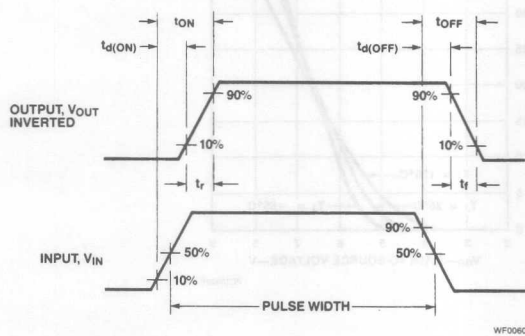 tON
tOFF
td(ON)
td(OFF)
OUTPUT, VOUT
INVERTED
90%
90%
10%
10%
tr
tf
INPUT, VIN
90%
50%
50%
10%
PULSE WIDTH
WF0060